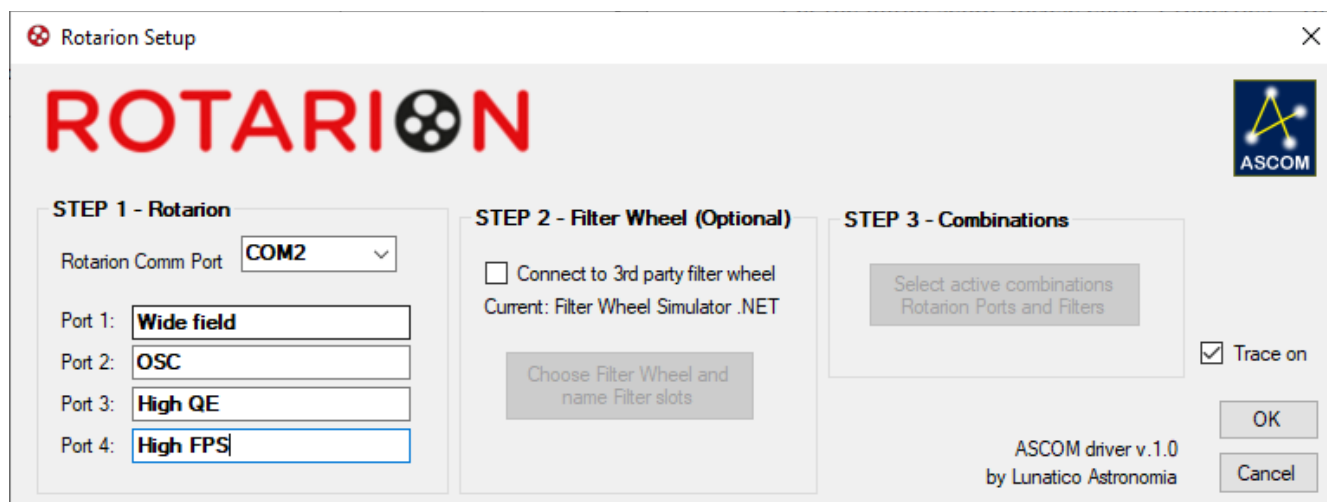 Rotarion Setup
ROTARION
ASCOM
STEP 1 - Rotarion
Rotarion Comm Port COM2
Port 1: Wide field
Port 2: OSC
Port 3: High QE
Port 4: High FPS
STEP 2 - Filter Wheel (Optional)
Connect to 3rd party filter wheel
Current: Filter Wheel Simulator .NET
Choose Filter Wheel and
name Filter slots
STEP 3 - Combinations
Select active combinations
Rotarion Ports and Filters
Trace on
ASCOM driver v.1.0
by Lunatico Astronomia
OK
Cancel